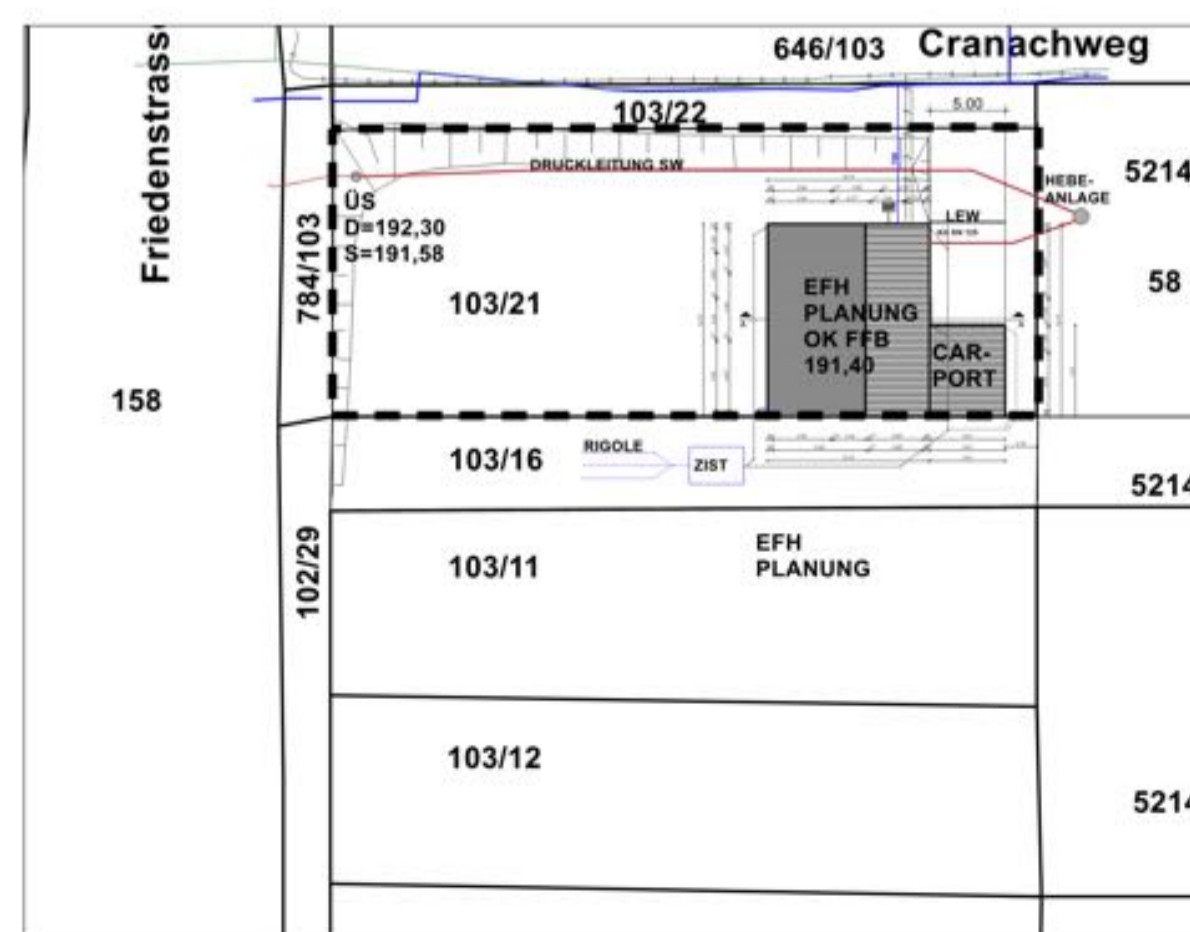 Friedenstrass
646/103
Cranachweg
103/22
5.00
DRUCKLEITUNG SW
HEBE-
ANLAGE
5214
ÜS
D=192,30
S=191,58
LEW
784/103
103/21
EFH
PLANUNG
OK FFB
191,40
CAR-
PORT
58
158
103/16
RIGOLE
ZIST
5214
102/29
103/11
EFH
PLANUNG
103/12
5214